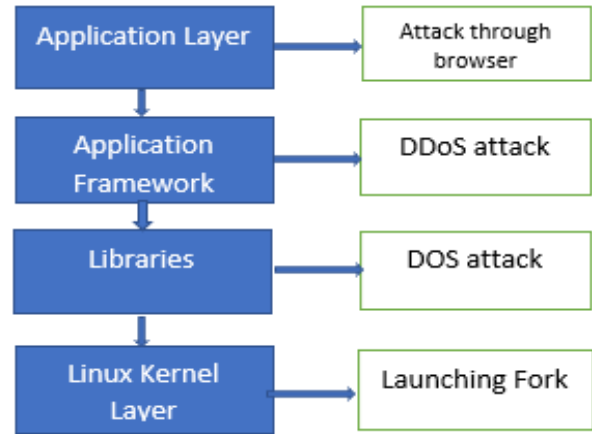 Application Layer
Attack through
browser
Application
Framework
DDoS attack
Libraries
DOS attack
Linux Kernel
Layer
Launching Fork